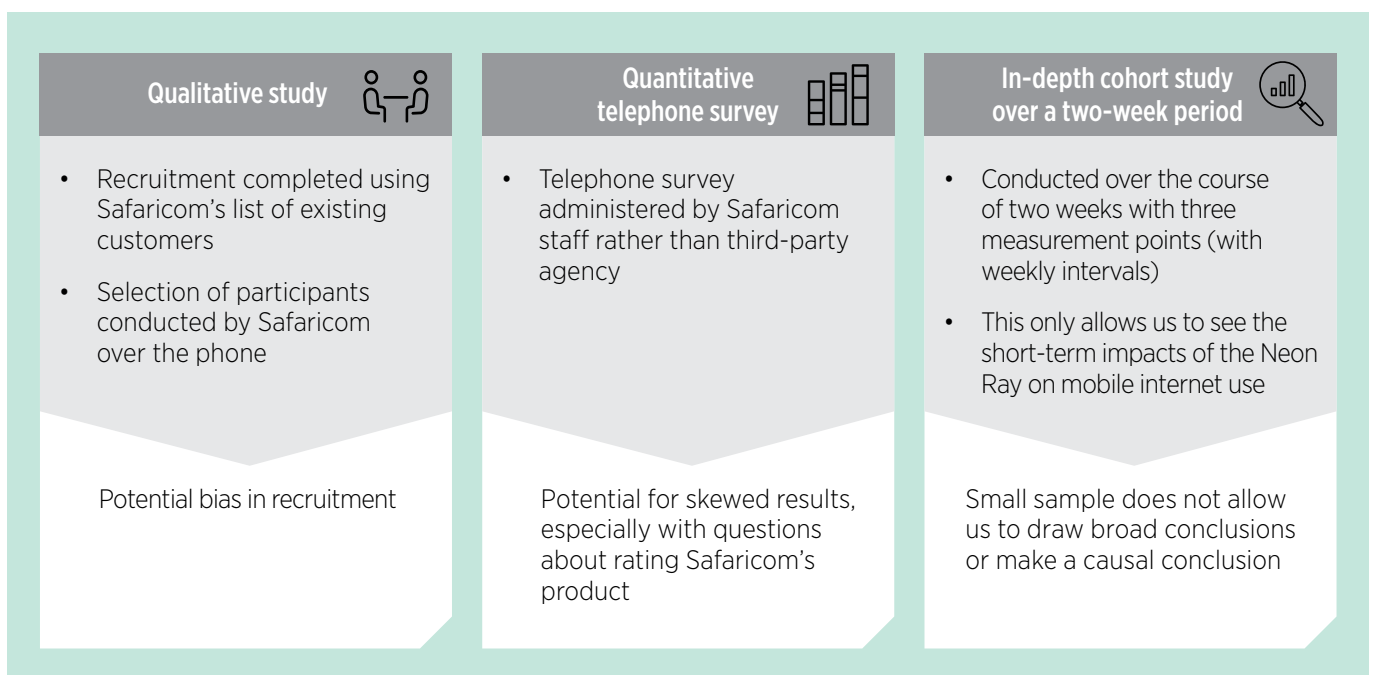 Qualitative study
• Recruitment completed using
Safaricom's list of existing
customers
• Selection of participants
conducted by Safaricom
over the phone
Potential bias in recruitment
Quantitative
telephone survey
• Telephone survey
administered by Safaricom
staff rather than third-party
agency
Potential for skewed results,
especially with questions
about rating Safaricom's
product
In-depth cohort study
over a two-week period
• Conducted over the course
of two weeks with three
measurement points (with
weekly intervals)
• This only allows us to see the
short-term impacts of the Neon
Ray on mobile internet use
Small sample does not allow
us to draw broad conclusions
or make a causal conclusion